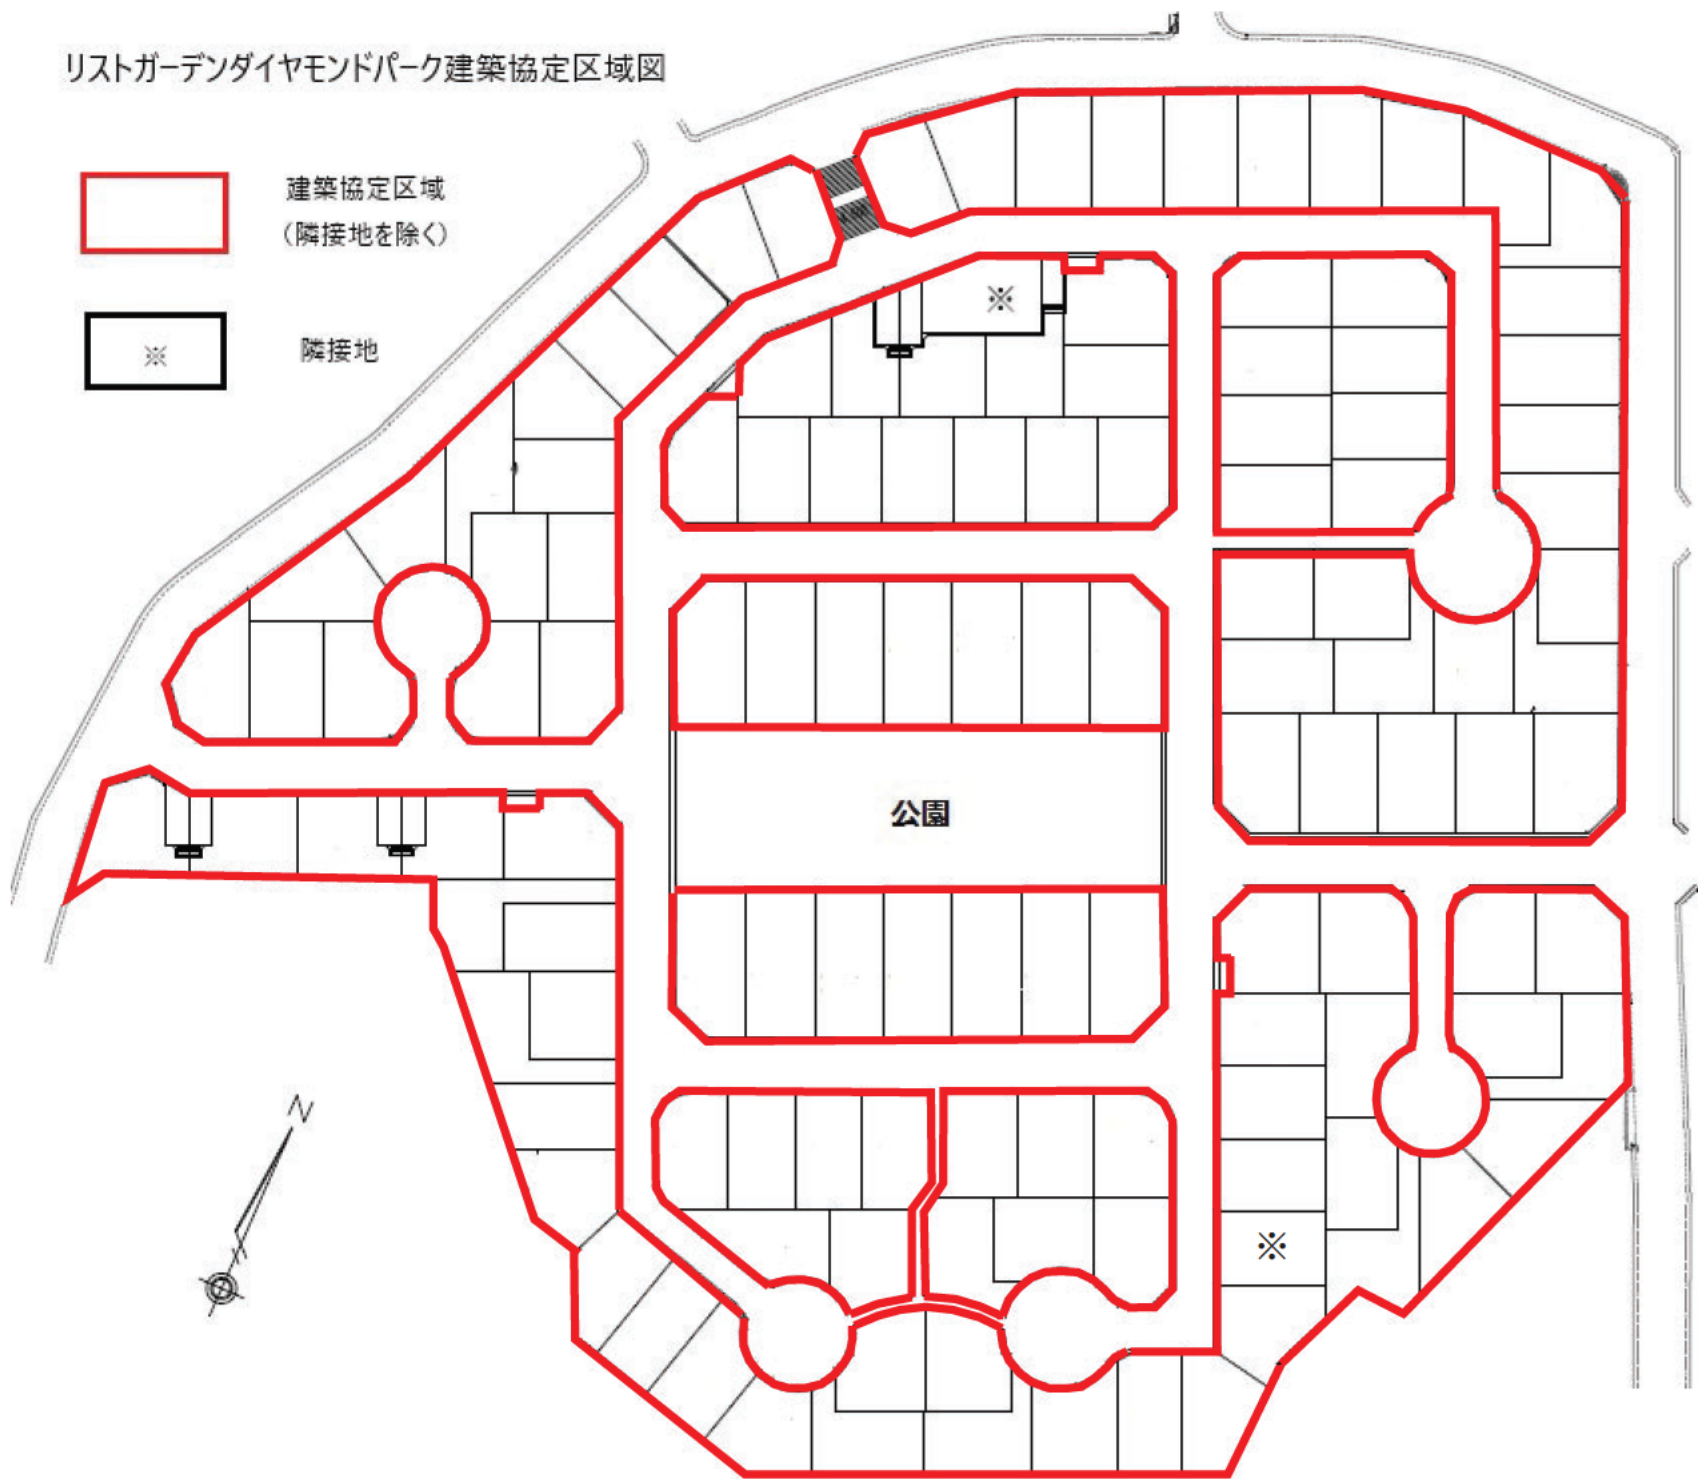 リストガーデンダイヤモンドパーク建築協定区域図
建築協定区域
（隣接地を除く）
※
隣接地
※
公園
※
N